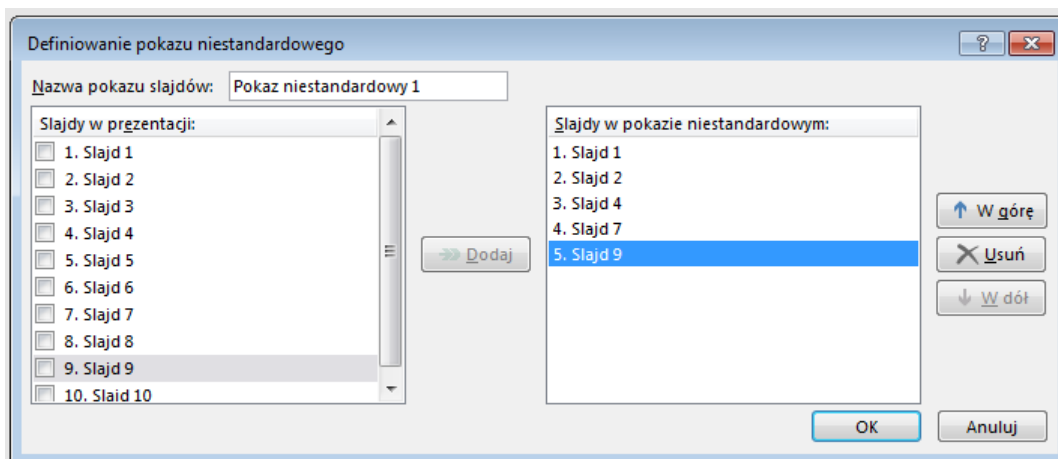 Definiowanie pokazu niestandardowego
Nazwa pokazu slajdów: Pokaz niestandardowy 1
Slajdy w prezentacji:
1. Slajd 1
2. Slajd 2
3. Slajd 3
4. Slajd 4
5. Slajd 5
6. Slajd 6
7. Slajd 7
8. Slajd 8
9. Slajd 9
10. Slajd 10
Dodaj
Slajdy w pokazie niestandardowym:
1. Slajd 1
2. Slajd 2
3. Slajd 4
4. Slajd 7
5. Slajd 9
W górę
Usuń
W dół
OK
Anuluj